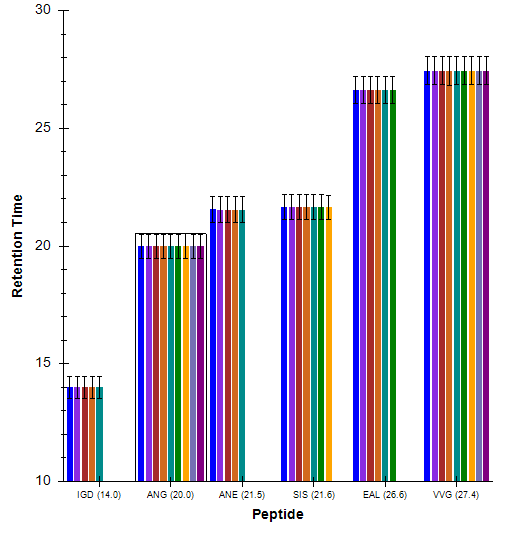 30
25
20
15
10
Retention Time
IGD (14.0) ANG (20.0) ANE (21.5) SIS (21.6) EAL (26.6) VVG (27.4)
Peptide